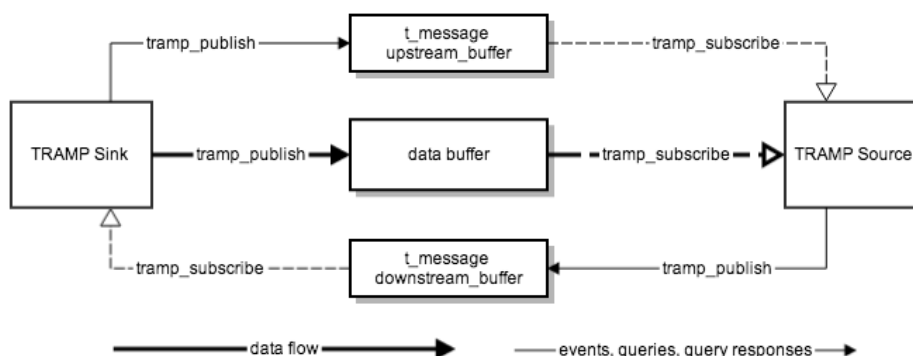 t_message
upstream_buffer
tramp_publish
tramp_subscribe
TRAMP Sink
tramp_publish
data buffer
tramp_subscribe
TRAMP Source
t_message
downstream_buffer
tramp_subscribe
tramp_publish
data flow
events, queries, query responses